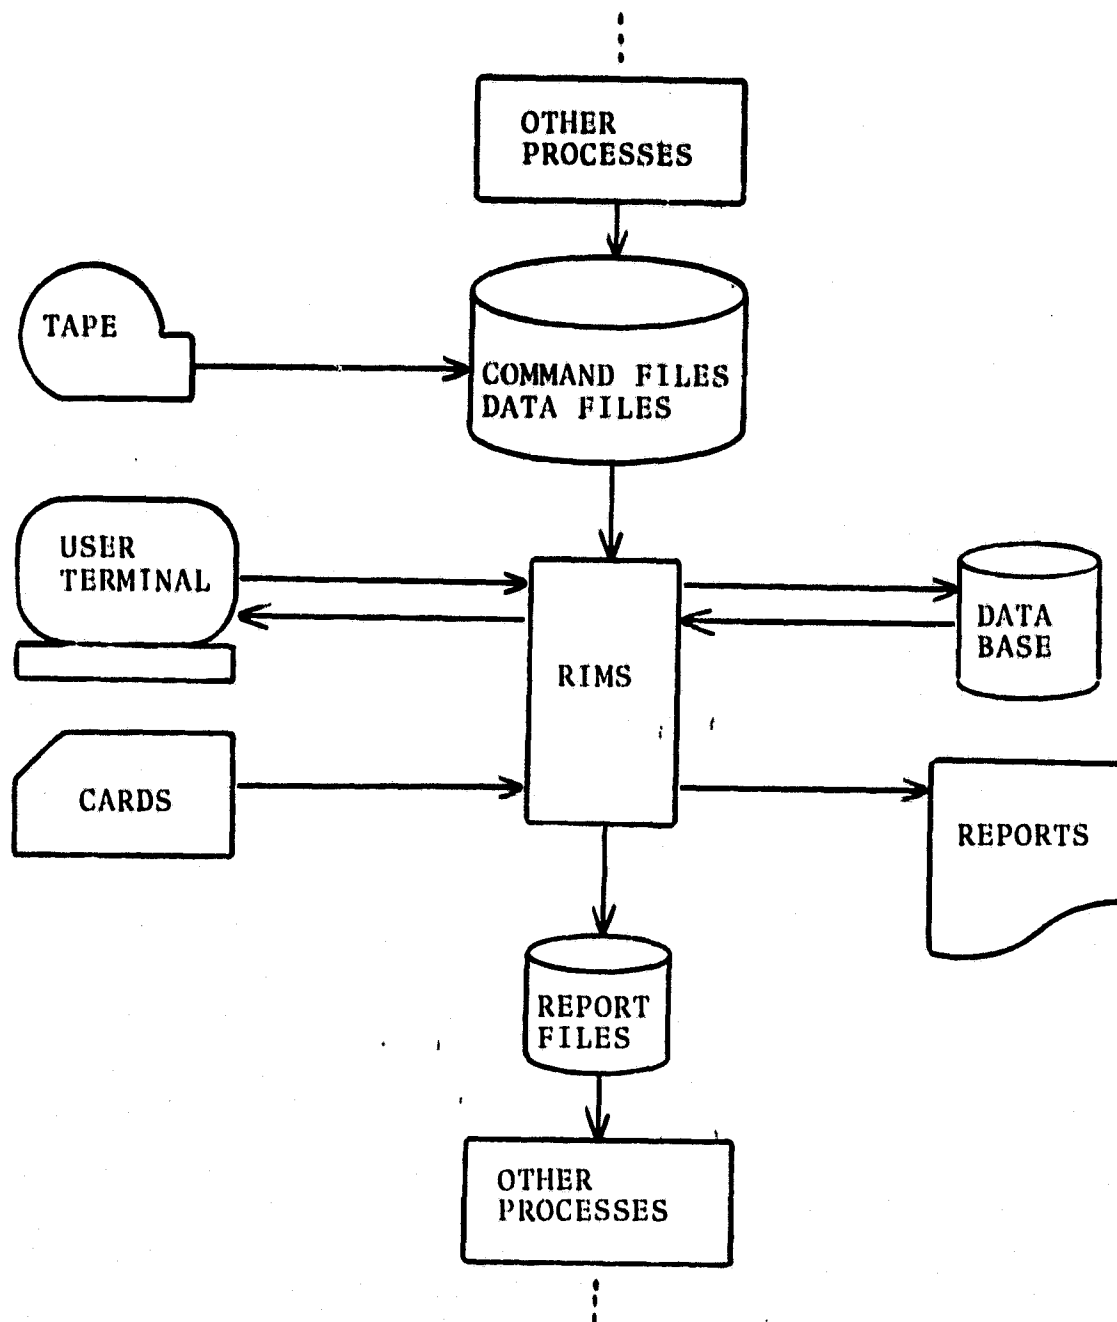 OTHER
PROCESSES
TAPE
COMMAND FILES
DATA FILES
USER
TERMINAL
DATA
BASE
RIMS
CARDS
REPORTS
REPORT
FILES
OTHER
PROCESSES